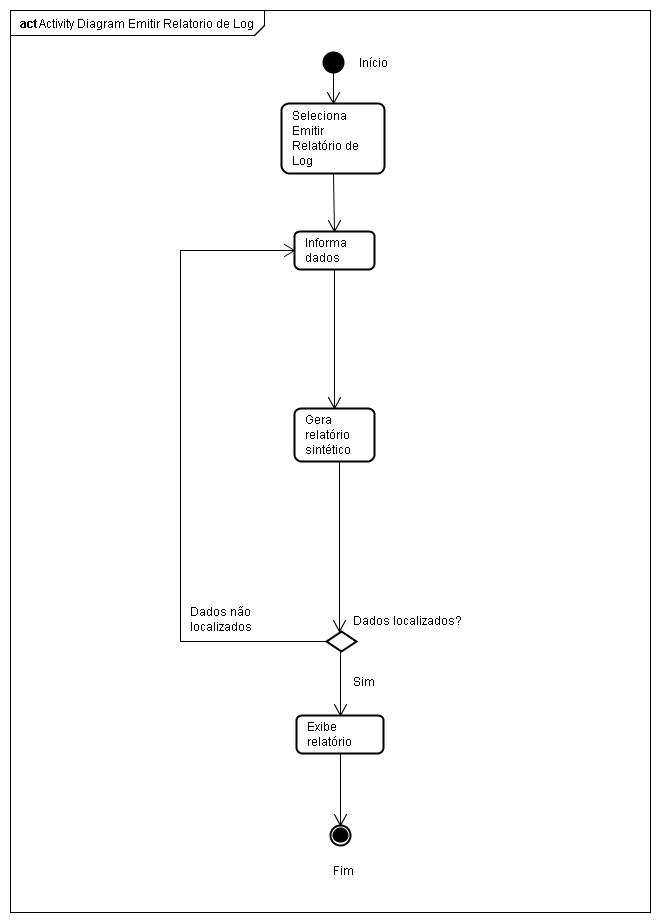 act Activity Diagram Emitir Relatorio de Log
Início
Seleciona
Emitir
Relatório de
Log
Informa
dados
Gera
relatório
sintético
Dados não
localizados
Dados localizados?
Sim
Exibe
relatório
Fim